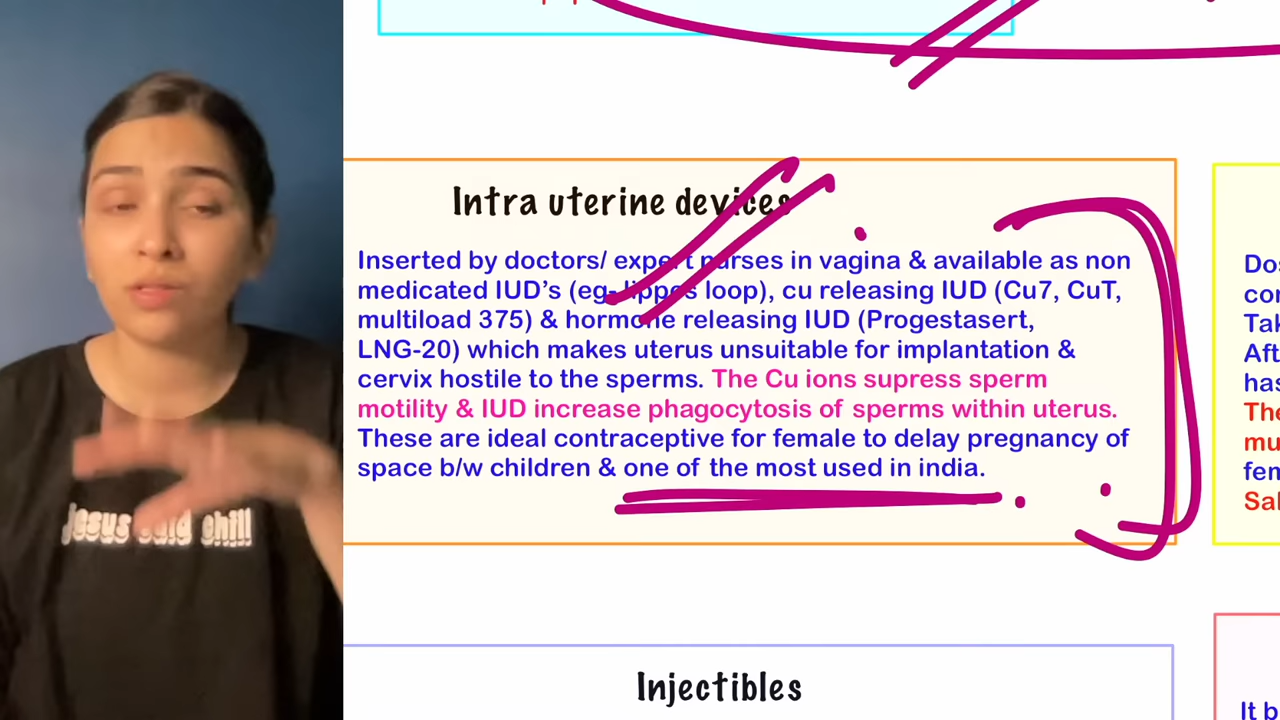 Intra uterine devices
Inserted by doctors/ expert nurses in vagina & available as non
medicated IUD's (eg- lippes loop), cu releasing IUD (Cu7, CuT,
multiload 375) & hormone releasing IUD (Progestasert,
LNG-20) which makes uterus unsuitable for implantation &
cervix hostile to the sperms. The Cu ions supress sperm
motility & IUD increase phagocytosis of sperms within uterus.
These are ideal contraceptive for female to delay pregnancy of
space b/w children & one of the most used in india.
Injectibles
jesus said chill
It b